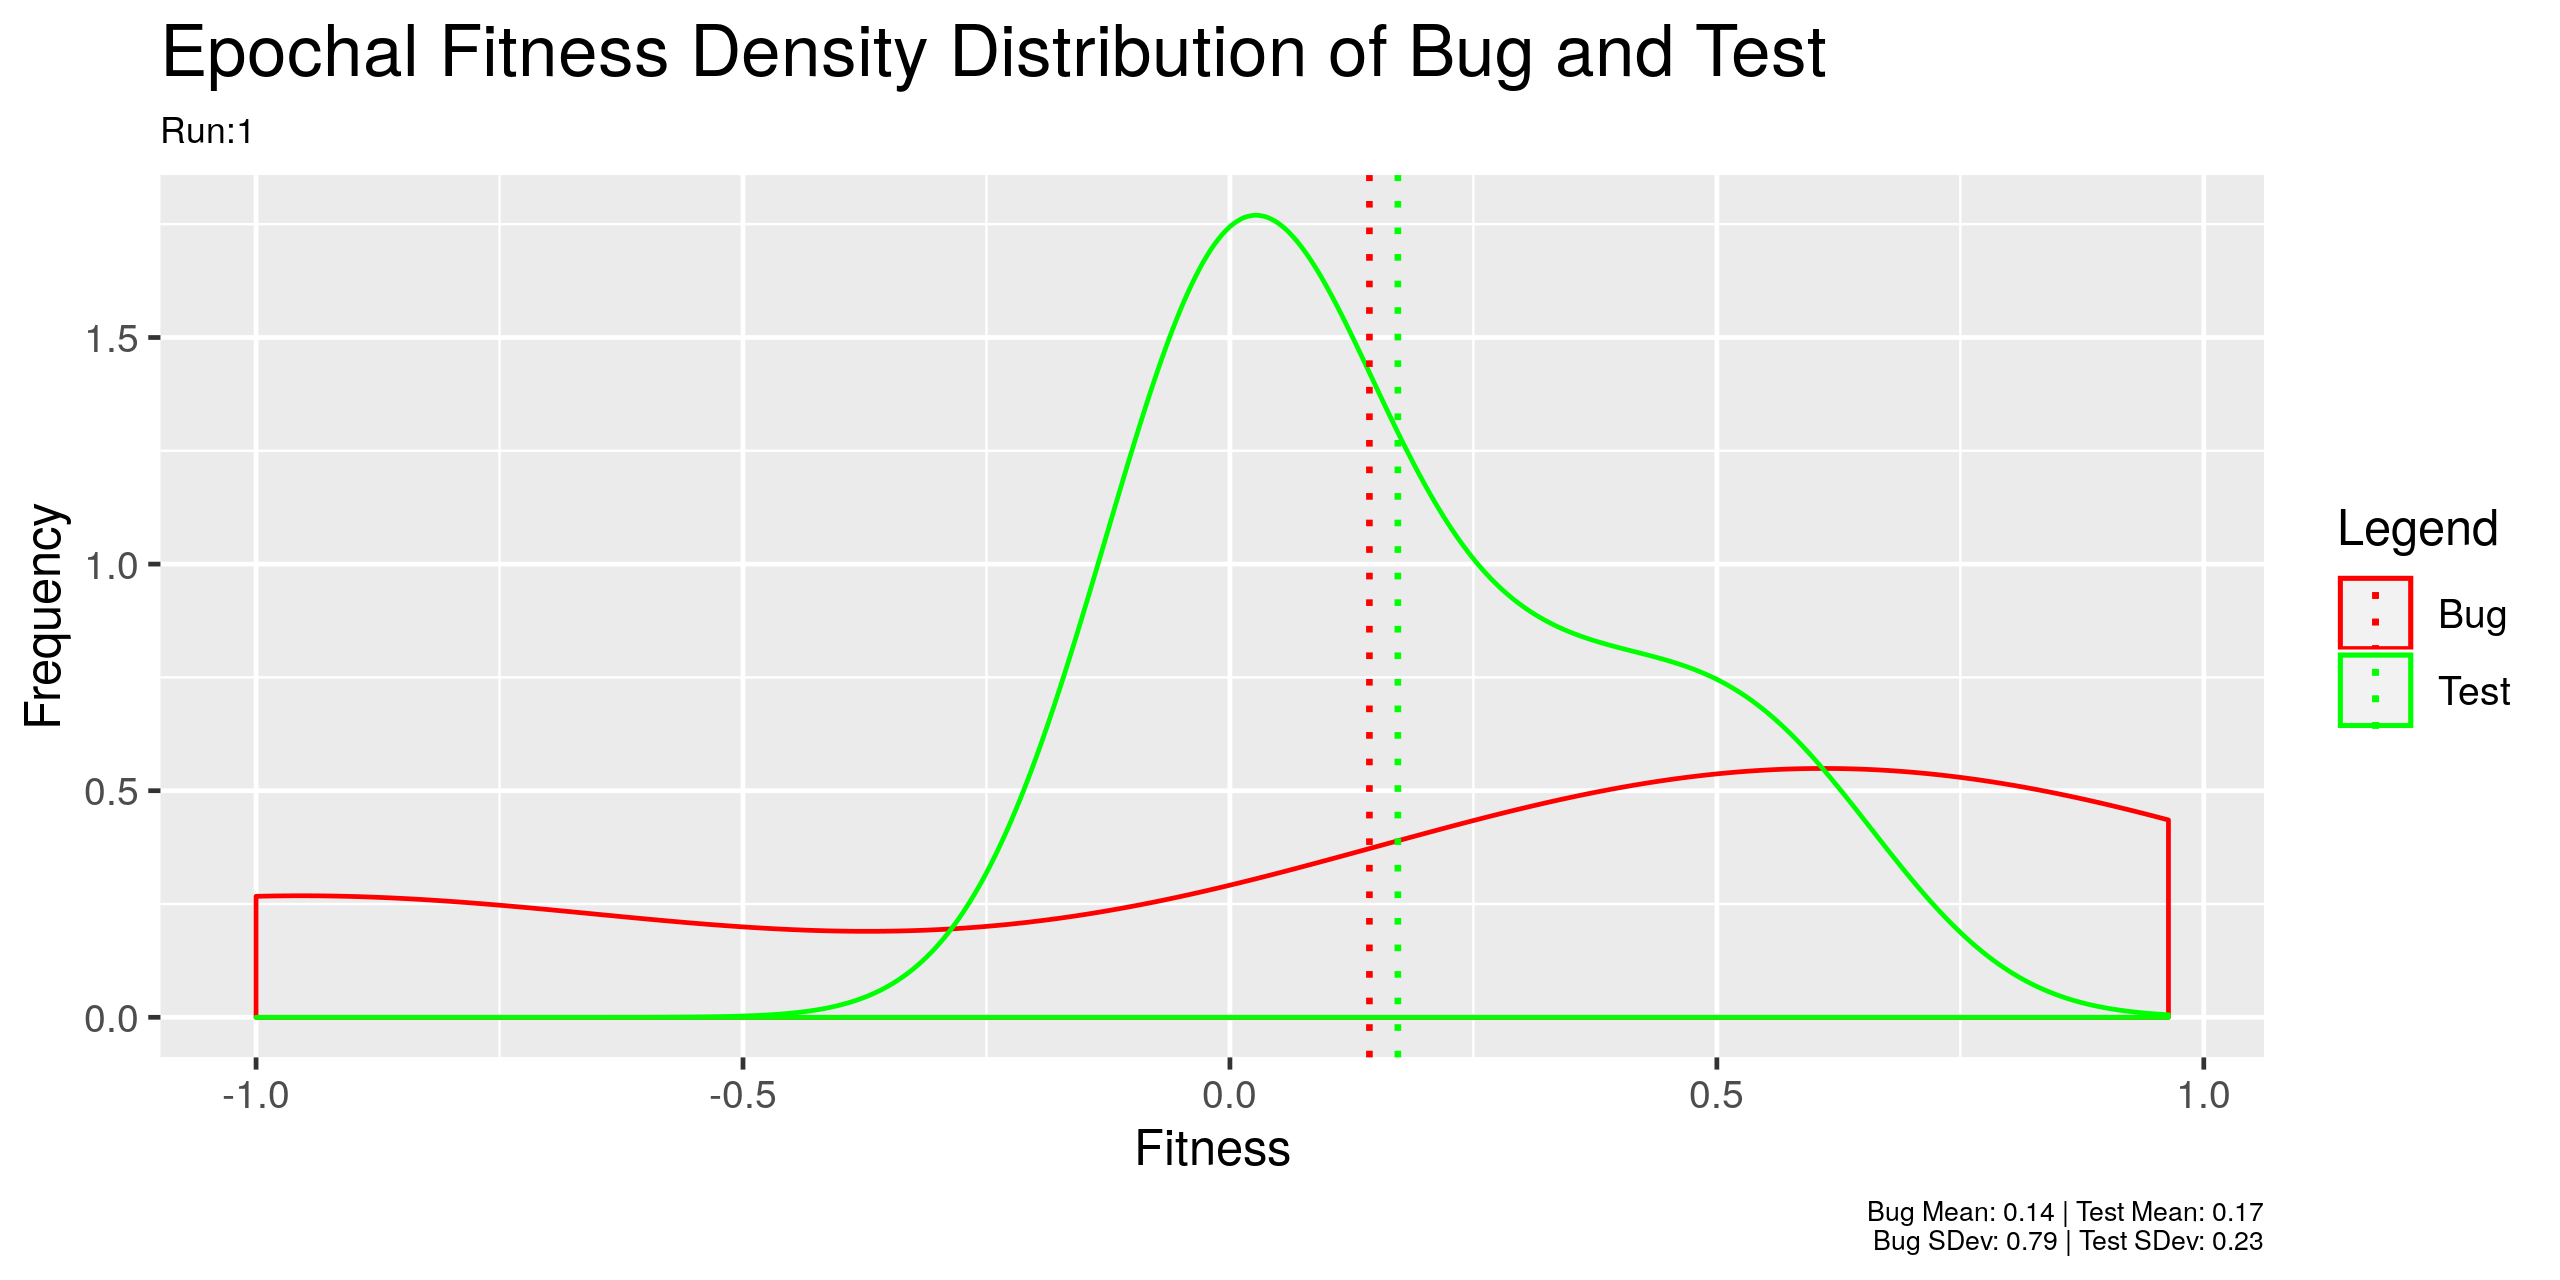 Epochal Fitness Density Distribution of Bug and Test
Run:1
Frequency
1.5
1.0
0.5
0.0
-1.0
-0.5
0.0
0.5
1.0
Fitness
Legend
Bug
Test
Bug Mean: 0.14 | Test Mean: 0.17
Bug SDev: 0.79 | Test SDev: 0.23